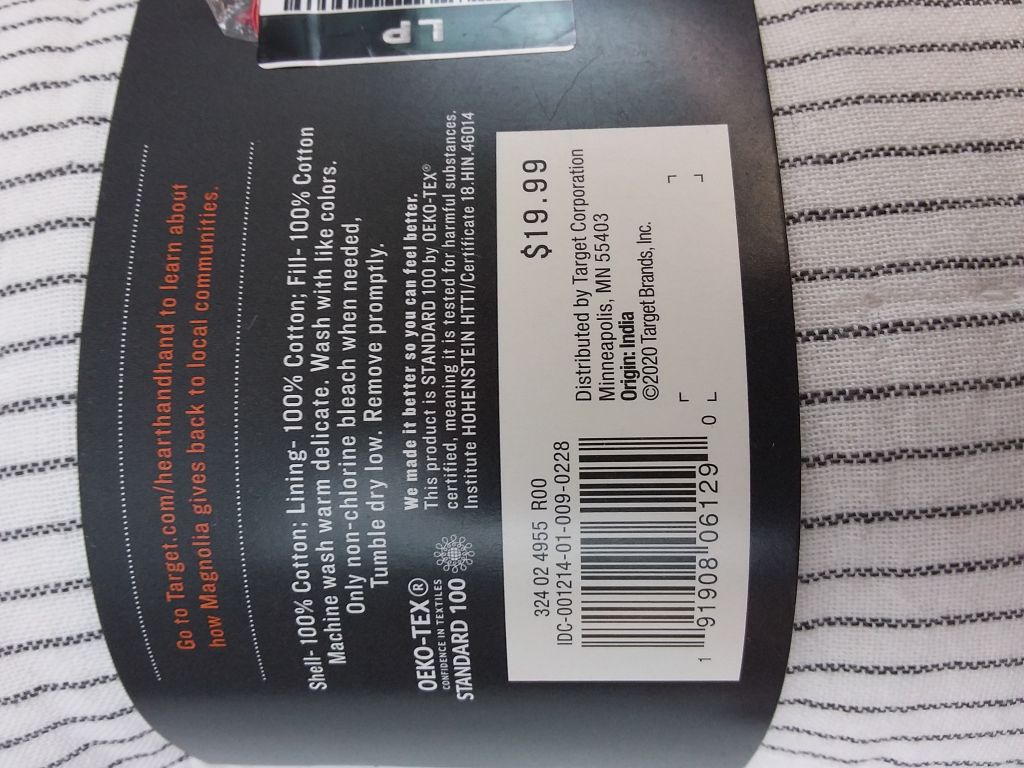 LP
Go to Target.com/hearthandhand to learn about
how Magnolia gives back to local communities.
Shell- 100% Cotton; Lining- 100% Cotton; Fill- 100% Cotton
Machine wash warm delicate. Wash with like colors.
Only non-chlorine bleach when needed,
Tumble dry low. Remove promptly.
OEKO-TEX®
CONFIDENCE IN TEXTILES
STANDARD 100
We made it better so you can feel better.
This product is STANDARD 100 by OEKO-TEX®
certified, meaning it is tested for harmful substances.
Institute HOHENSTEIN HTTI/Certificate 18.HIN.46014
324 02 4955 R00
IDC-001214-01-009-0228
1 91908 06129 0
$19.99
Distributed by Target Corporation
Minneapolis, MN 55403
Origin: India
©2020 Target Brands, Inc.